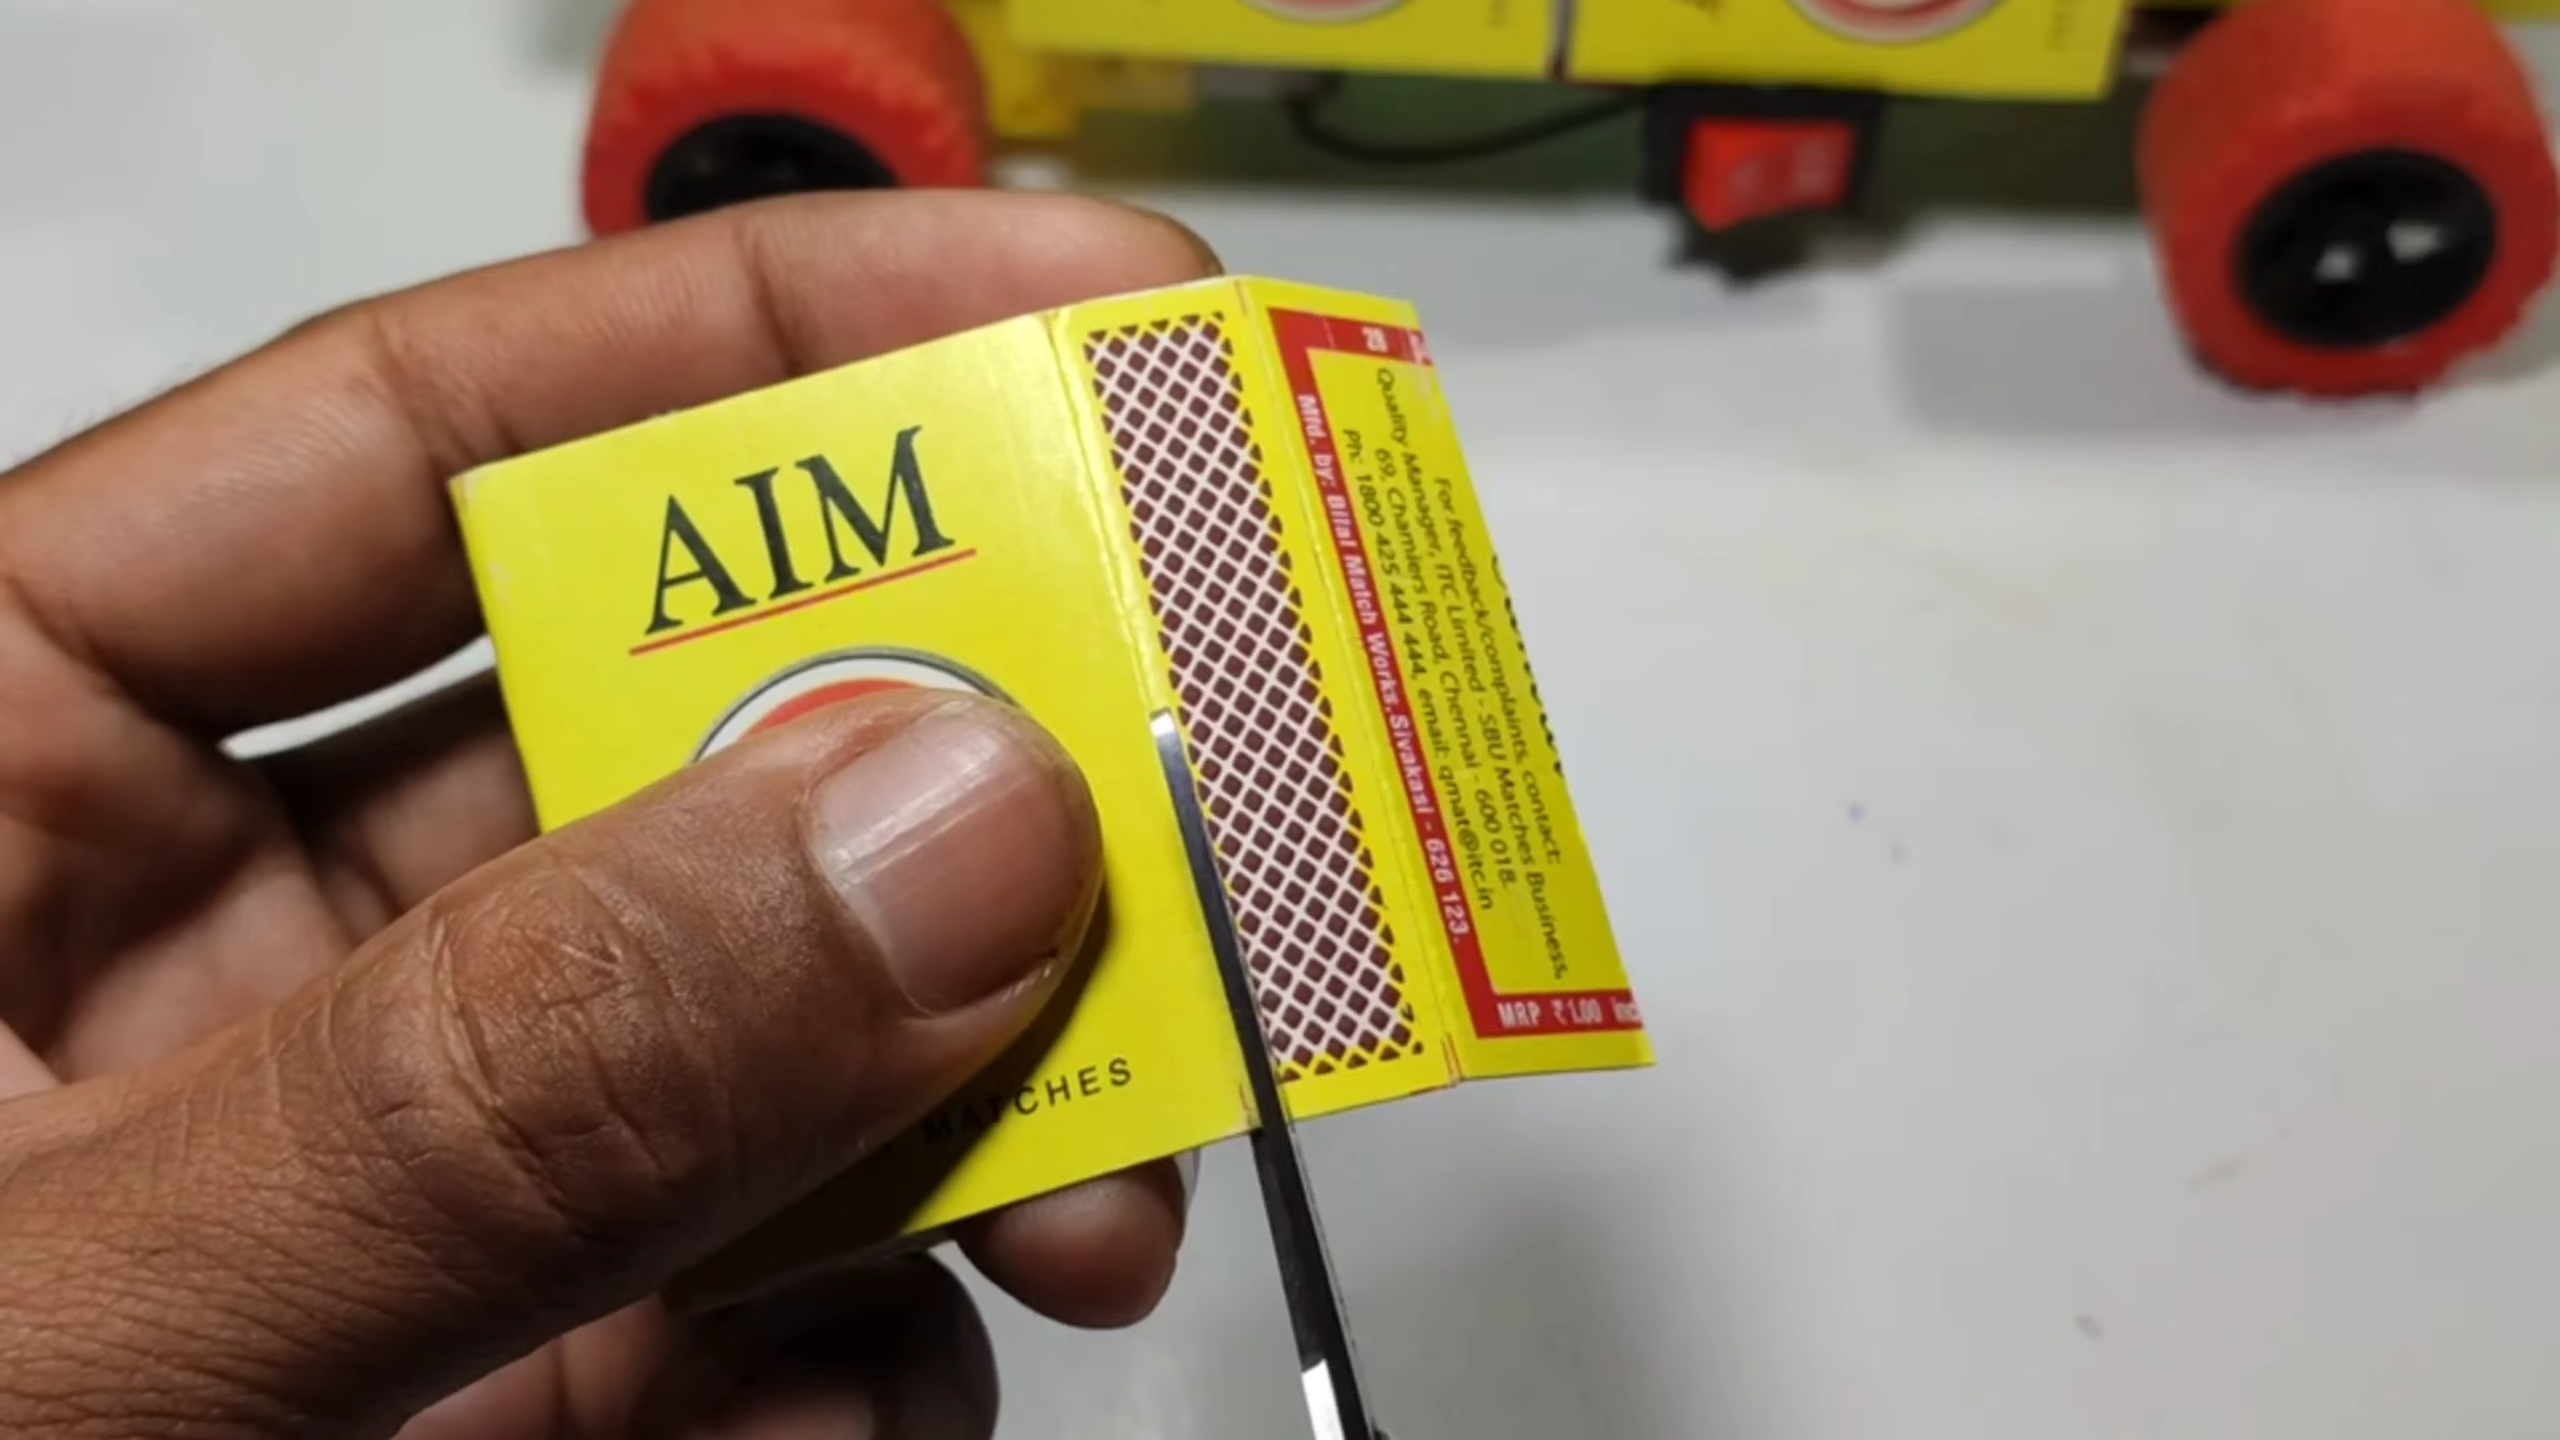 AIM
MATCHES
28
Mfd. by: Bilal Match Works, Sivakasi - 626 123.
For feedback/complaints, contact:
Quality Manager, ITC Limited - SBU Matches Business,
69, Chamiers Road, Chennai - 600 018.
Ph: 1800 425 444 444, email: qmat@itc.in
MRP ₹1.00